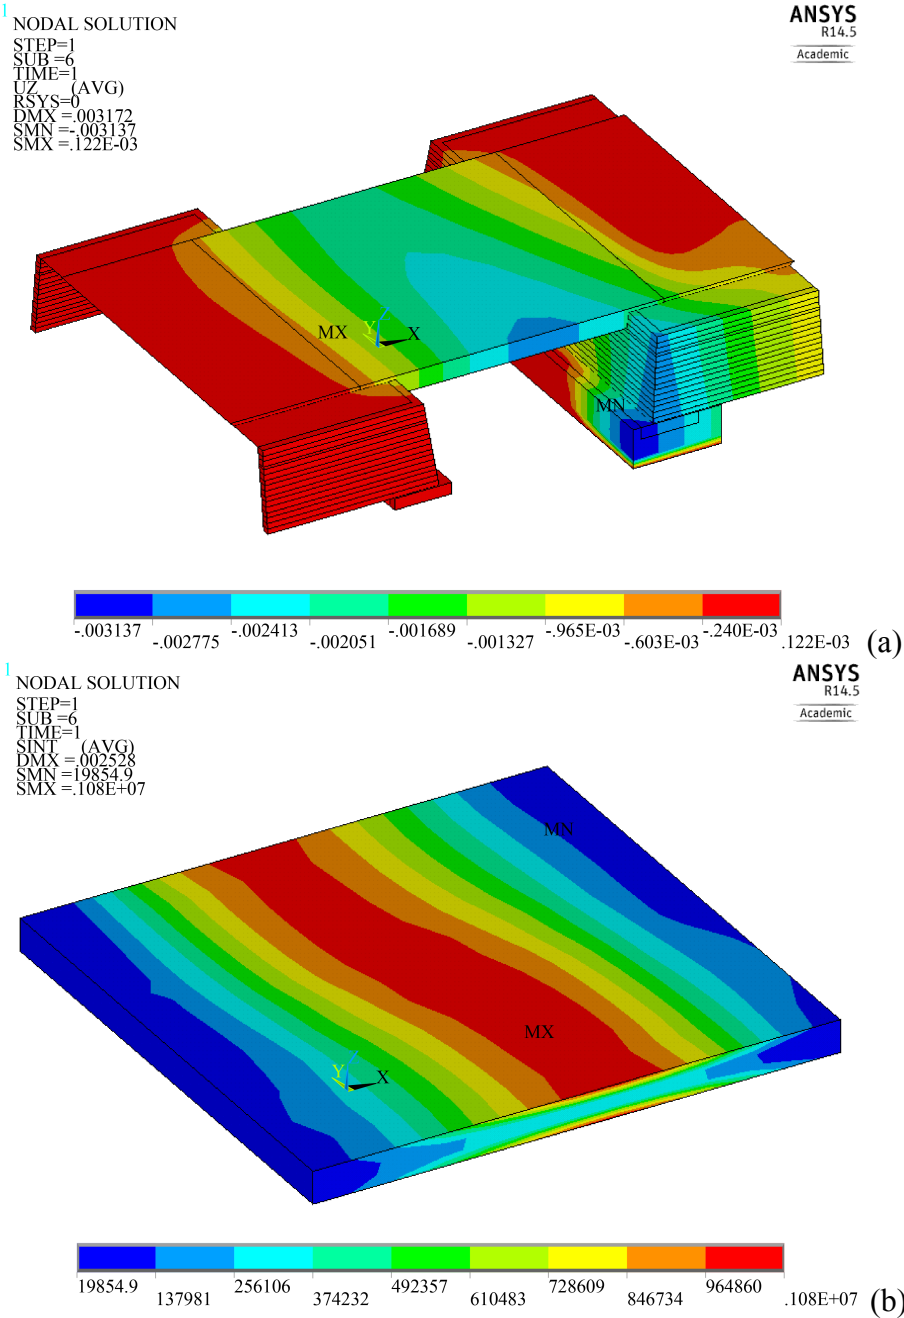 1
NODAL SOLUTION
STEP=1
SUB =6
TIME=1
UZ (AVG)
RSYS=0
DMX =.003172
SMN =-.003137
SMX =.122E-03
ANSYS
R14.5
Academic
MX
Y
X
MN
-.003137
-.002775
-.002413
-.002051
-.001689
-.001327
-.965E-03
-.603E-03
-.240E-03
.122E-03
(a)
1
NODAL SOLUTION
STEP=1
SUB =6
TIME=1
SINT (AVG)
DMX =.002528
SMN =19854.9
SMX =.108E+07
ANSYS
R14.5
Academic
MN
MX
Y
X
19854.9
137981
256106
374232
492357
610483
728609
846734
964860
.108E+07
(b)